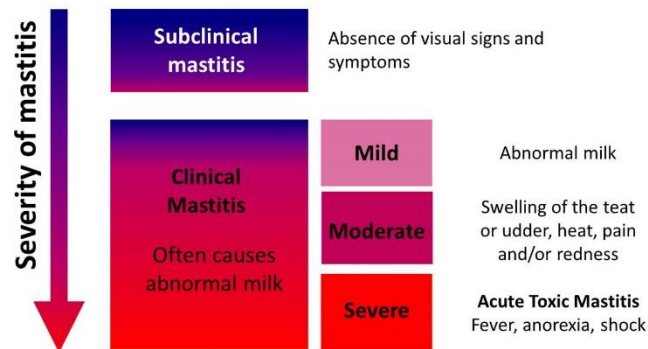 Severity of mastitis
Subclinical
mastitis
Absence of visual signs and
symptoms
Clinical
Mastitis
Often causes
abnormal milk
Mild
Abnormal milk
Moderate
Swelling of the teat
or udder, heat, pain
and/or redness
Severe
Acute Toxic Mastitis
Fever, anorexia, shock